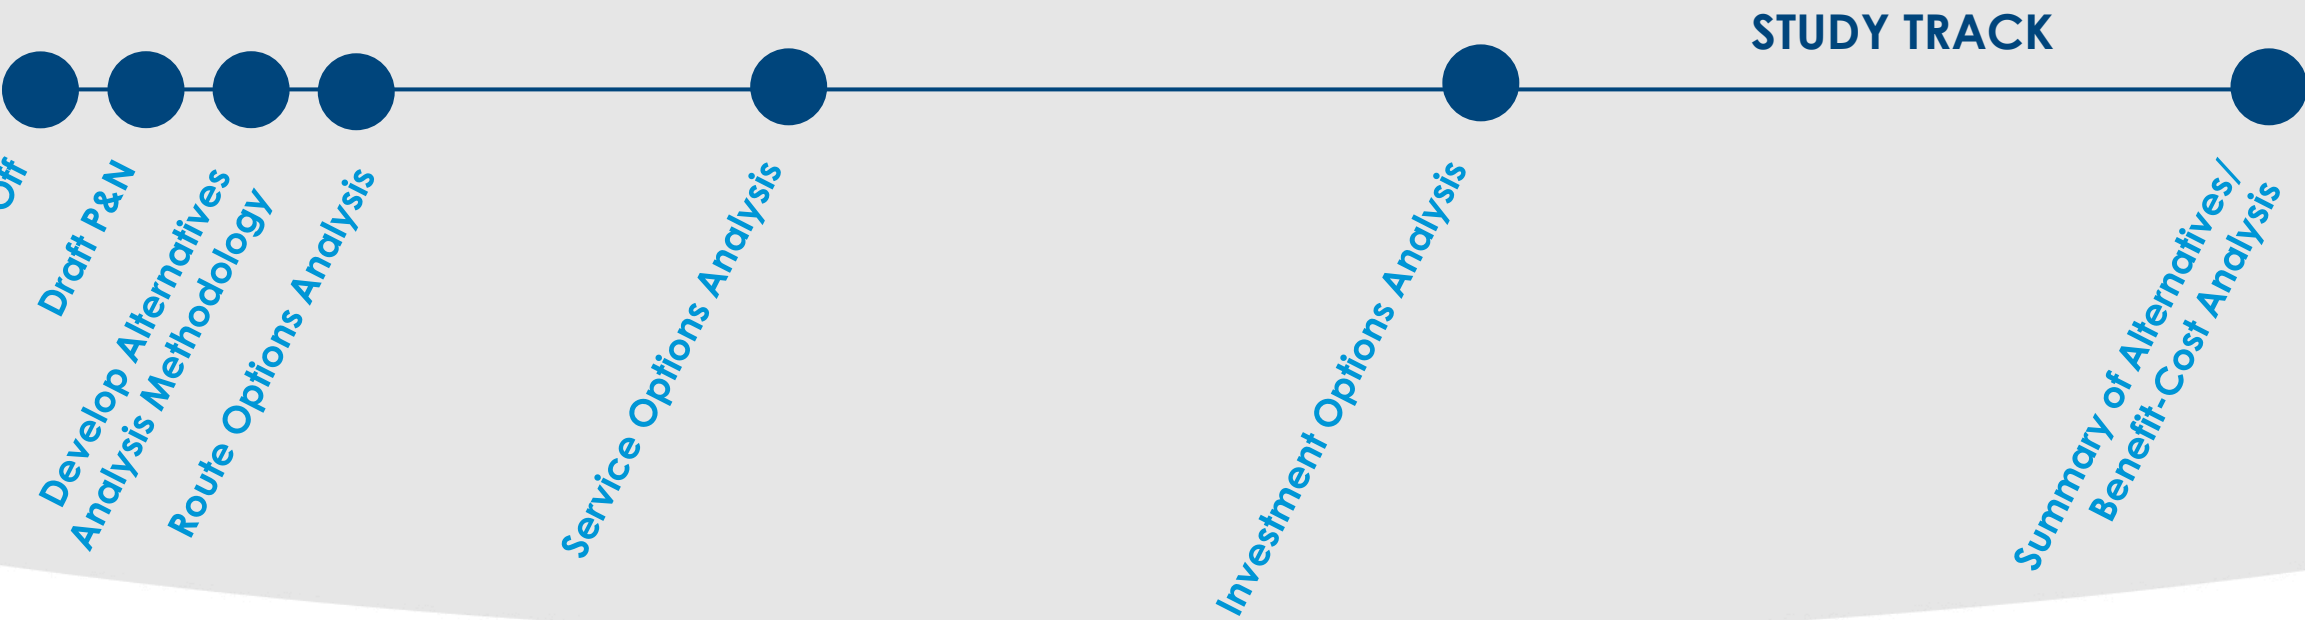 STUDY TRACK
Off
Draft P&N
Develop Alternatives
Analysis Methodology
Route Options Analysis
Service Options Analysis
Investment Options Analysis
Summary of Alternatives/
Benefit-Cost Analysis